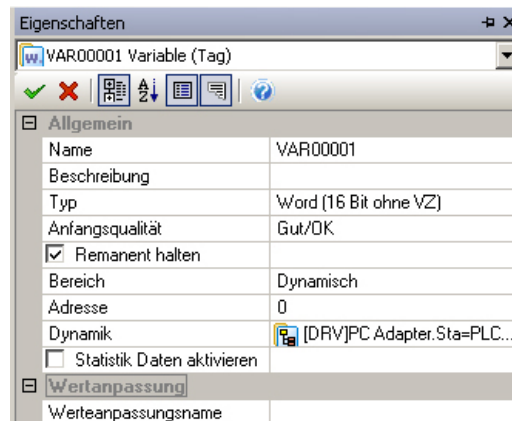 Eigenschaften
VAR00001 Variable (Tag)
Allgemein
Name VAR00001
Beschreibung
Typ Word (16 Bit ohne VZ)
Anfangsqualität Gut/OK
Remanent halten
Bereich Dynamisch
Adresse 0
Dynamik [DRV]PC Adapter.Sta=PLC...
Statistik Daten aktivieren
Wertanpassung
Werteanpassungsname